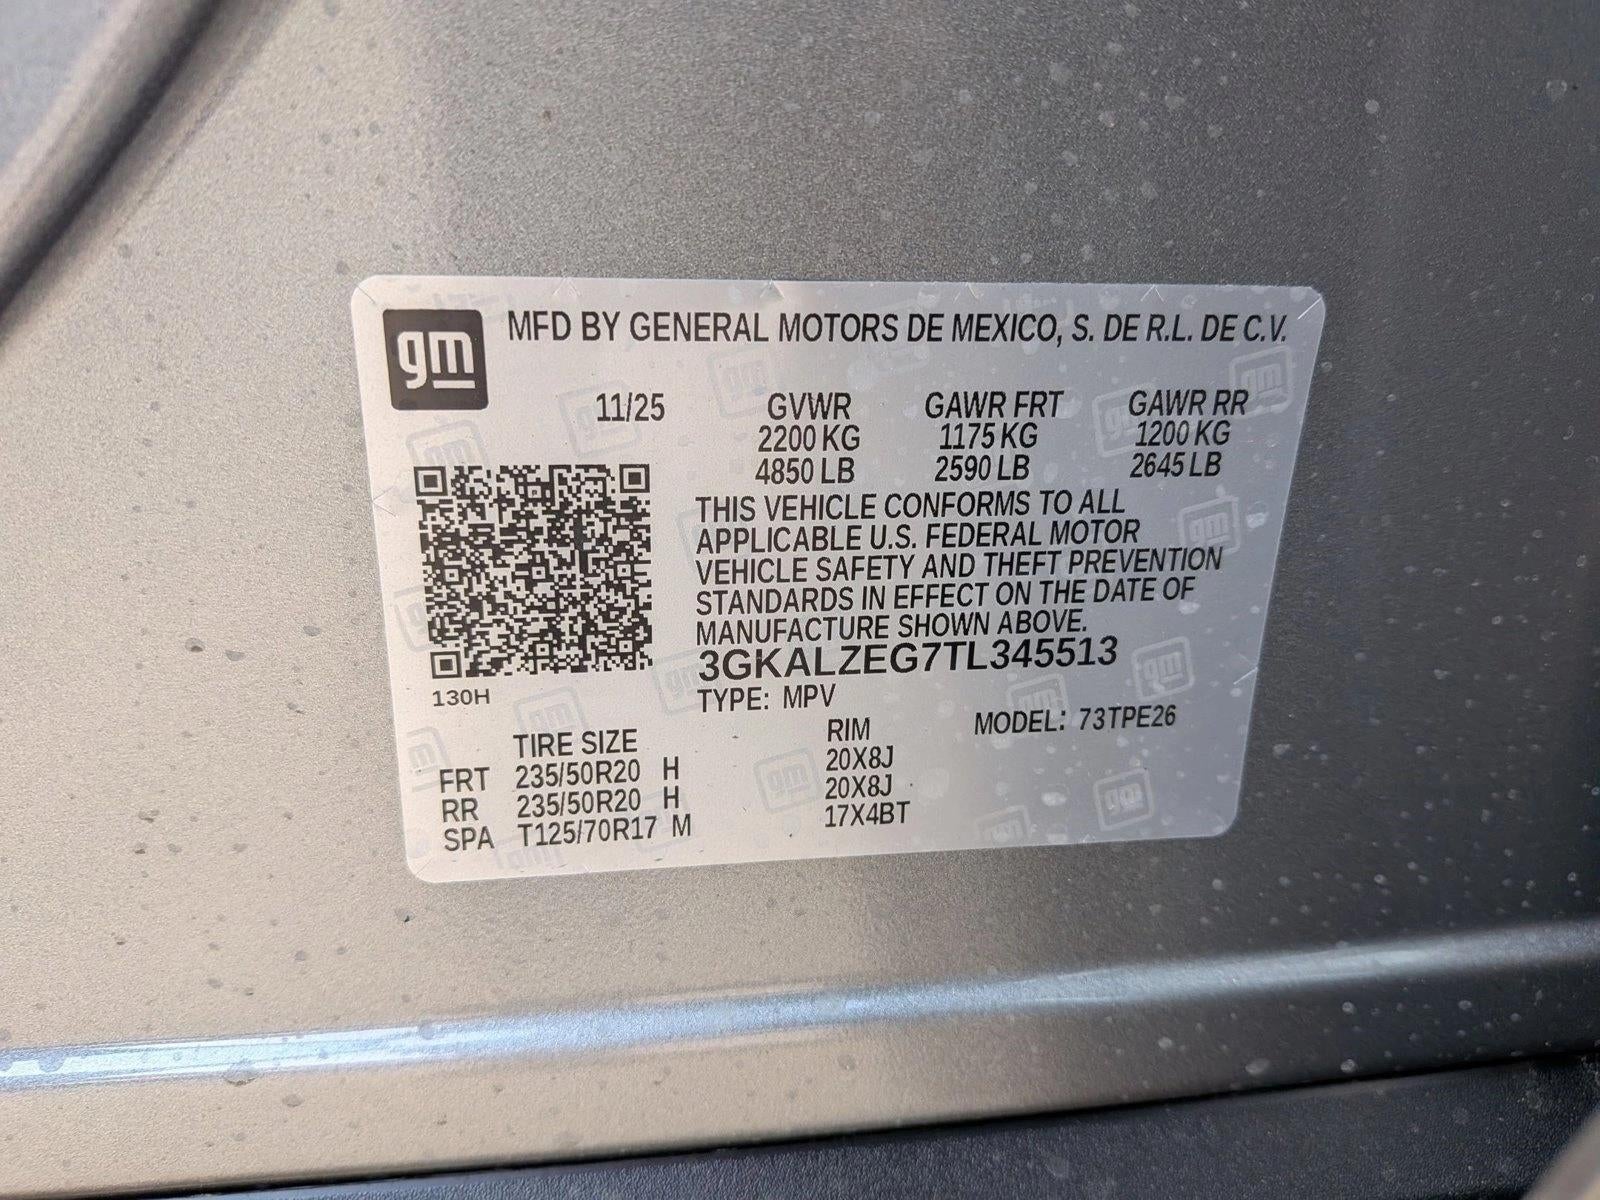 gm
MFD BY GENERAL MOTORS DE MEXICO, S. DE R.L. DE C.V.
11/25 GVWR GAWR FRT GAWR RR
2200 KG 1175 KG 1200 KG
4850 LB 2590 LB 2645 LB
THIS VEHICLE CONFORMS TO ALL
APPLICABLE U.S. FEDERAL MOTOR
VEHICLE SAFETY AND THEFT PREVENTION
STANDARDS IN EFFECT ON THE DATE OF
MANUFACTURE SHOWN ABOVE.
3GKALZEG7TL345513
130H
TYPE: MPV
MODEL: 73TPE26
TIRE SIZE RIM
FRT 235/50R20 H 20X8J
RR 235/50R20 H 20X8J
SPA T125/70R17 M 17X4BT